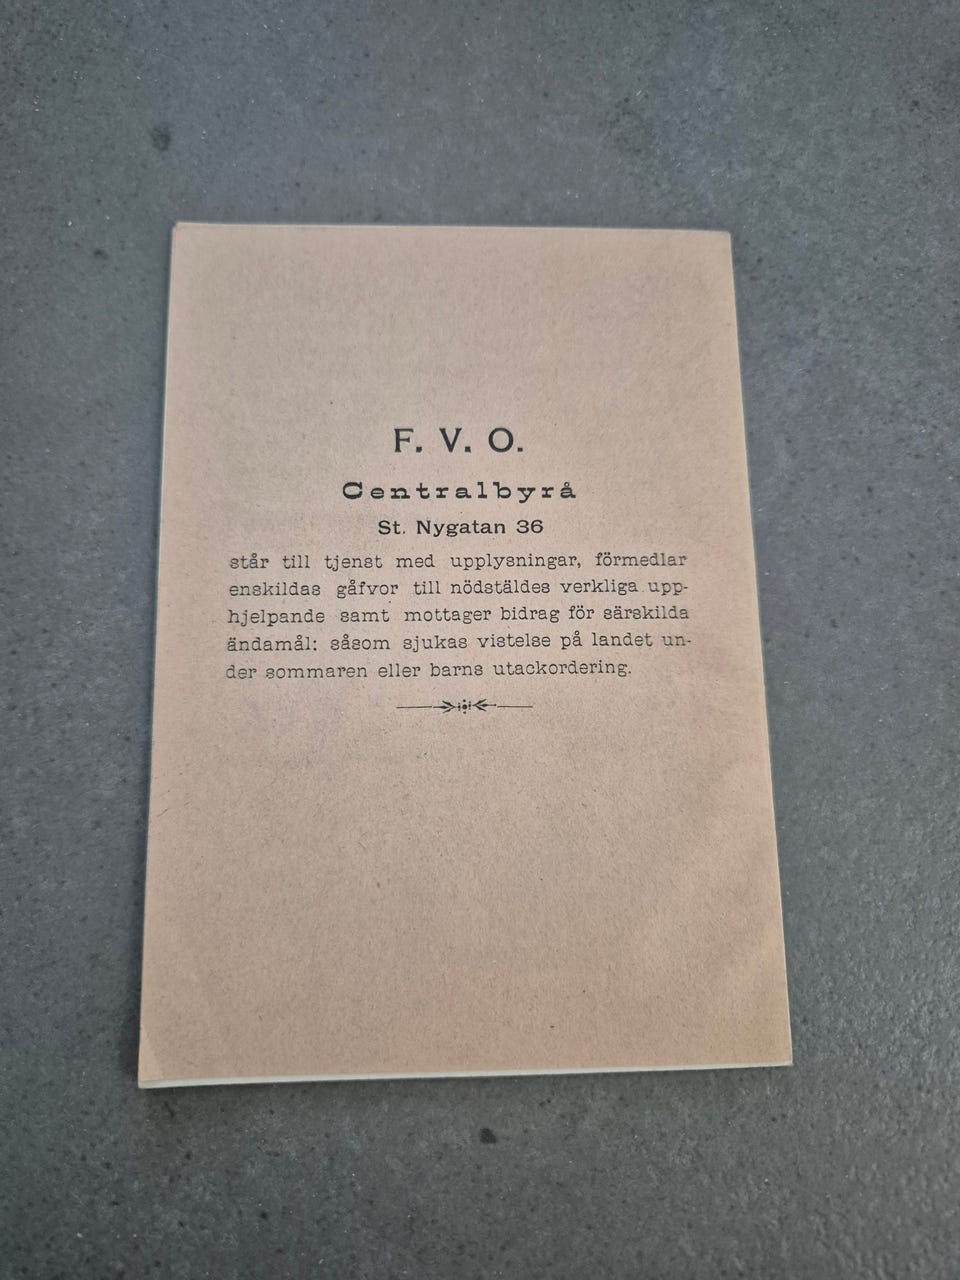 F. V. O.
Centralbyrå
St. Nygatan 36
står till tjenst med upplysningar, förmedlar
enskildas gåfvor till nödstäldes verkliga upp-
hjelpande samt mottager bidrag för särskilda
ändamål: såsom sjukas vistelse på landet un-
der sommaren eller barns utackordering.